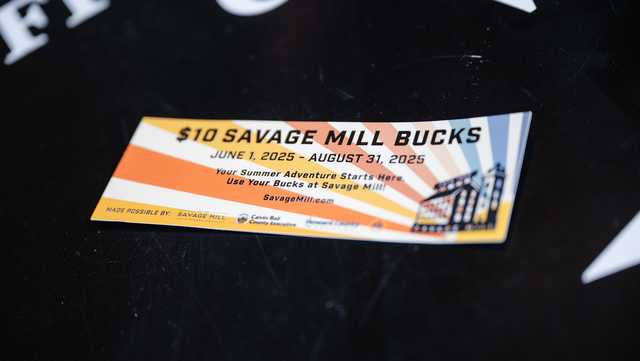 $10 SAVAGE MILL BUCKS
JUNE 1, 2025 - AUGUST 31, 2025
Your Summer Adventure Starts Here
Use Your Bucks at Savage Mill!
SavageMill.com
MADE POSSIBLE BY: SAVAGE MILL Calvin Ball Howard County
County Executive